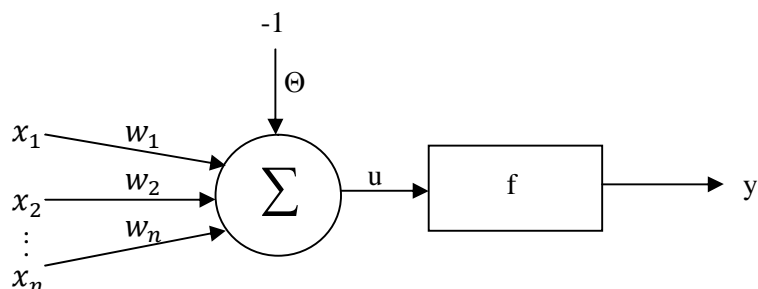 -1
Θ
x₁ w₁
x₂ w₂
∑ u f y
⋮ wₙ
xₙ